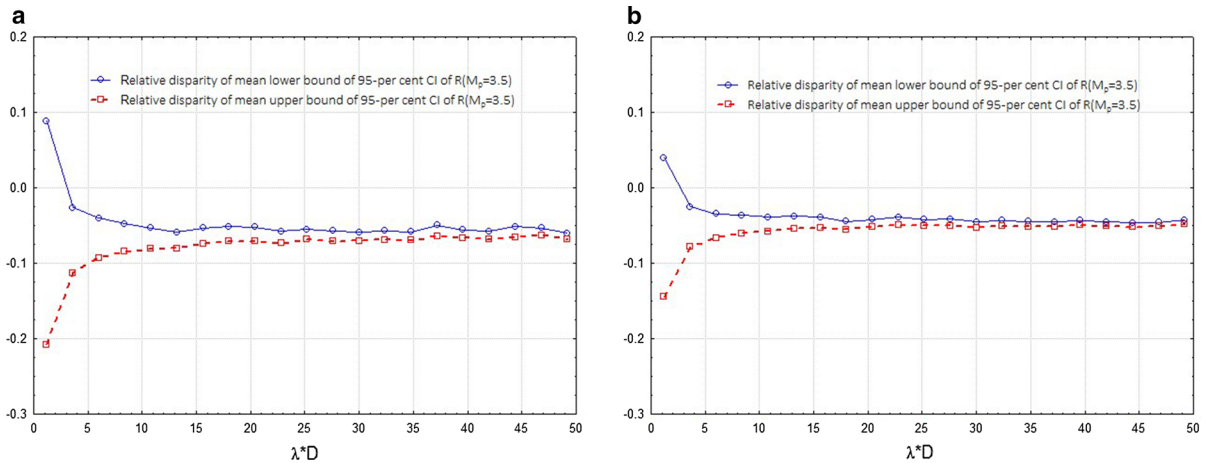 a
0.2
0.1
0.0
-0.1
-0.2
-0.3
Relative disparity of mean lower bound of 95-per cent CI of R(Mp=3.5)
Relative disparity of mean upper bound of 95-per cent CI of R(Mp=3.5)
0 5 10 15 20 25 30 35 40 45 50
λ*D
b
0.2
0.1
0.0
-0.1
-0.2
-0.3
Relative disparity of mean lower bound of 95-per cent CI of R(Mp=3.5)
Relative disparity of mean upper bound of 95-per cent CI of R(Mp=3.5)
0 5 10 15 20 25 30 35 40 45 50
λ*D